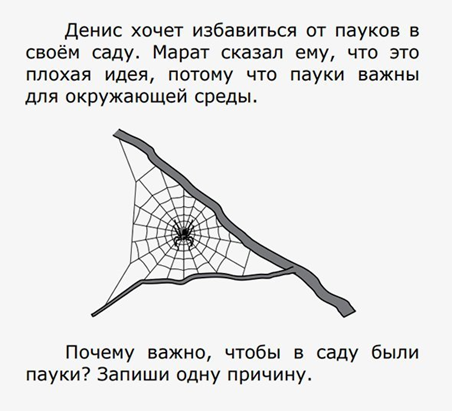 Денис хочет избавиться от пауков в
своём саду. Марат сказал ему, что это
плохая идея, потому что пауки важны
для окружающей среды.
Почему важно, чтобы в саду были
пауки? Запиши одну причину.